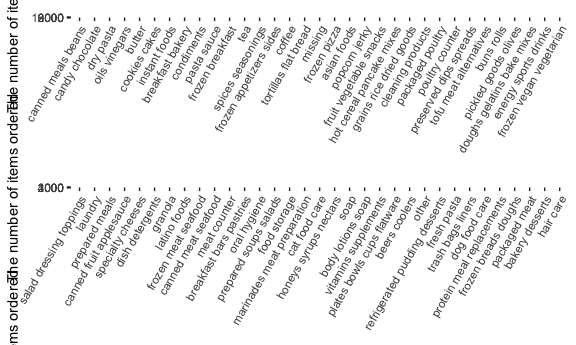 The number of items ordered
canned meals beans
candy chocolate
dry pasta
oils vinegars
butter
cookies cakes
instant foods
breakfast bakery
condiments
pasta sauce
frozen breakfast
tea
spices seasonings
frozen appetizers sides
coffee
tortillas flat bread
missing
frozen pizza
asian foods
popcorn jerky
fruit vegetable snacks
hot cereal pancake mixes
grains rice dried goods
cleaning products
packaged poultry
poultry counter
preserved dips spreads
tofu meat alternatives
buns rolls
pickled goods olives
doughs gelatins bake mixes
energy sports drinks
frozen vegan vegetarian
The number of items ordered
salad dressing toppings
laundry
prepared meals
canned fruit applesauce
specialty cheeses
dish detergents
granola
latino foods
frozen meat seafood
canned meat seafood
meat counter
breakfast bars pastries
oral hygiene
prepared soups salads
food storage
marinades meat preparation
cat food care
honeys syrups nectars
soap
body lotions soap
vitamins supplements
plates bowls cups flatware
beers coolers
other
refrigerated pudding desserts
fresh pasta
trash bags liners
dog food care
protein meal replacements
frozen breads doughs
packaged meat
bakery desserts
hair care